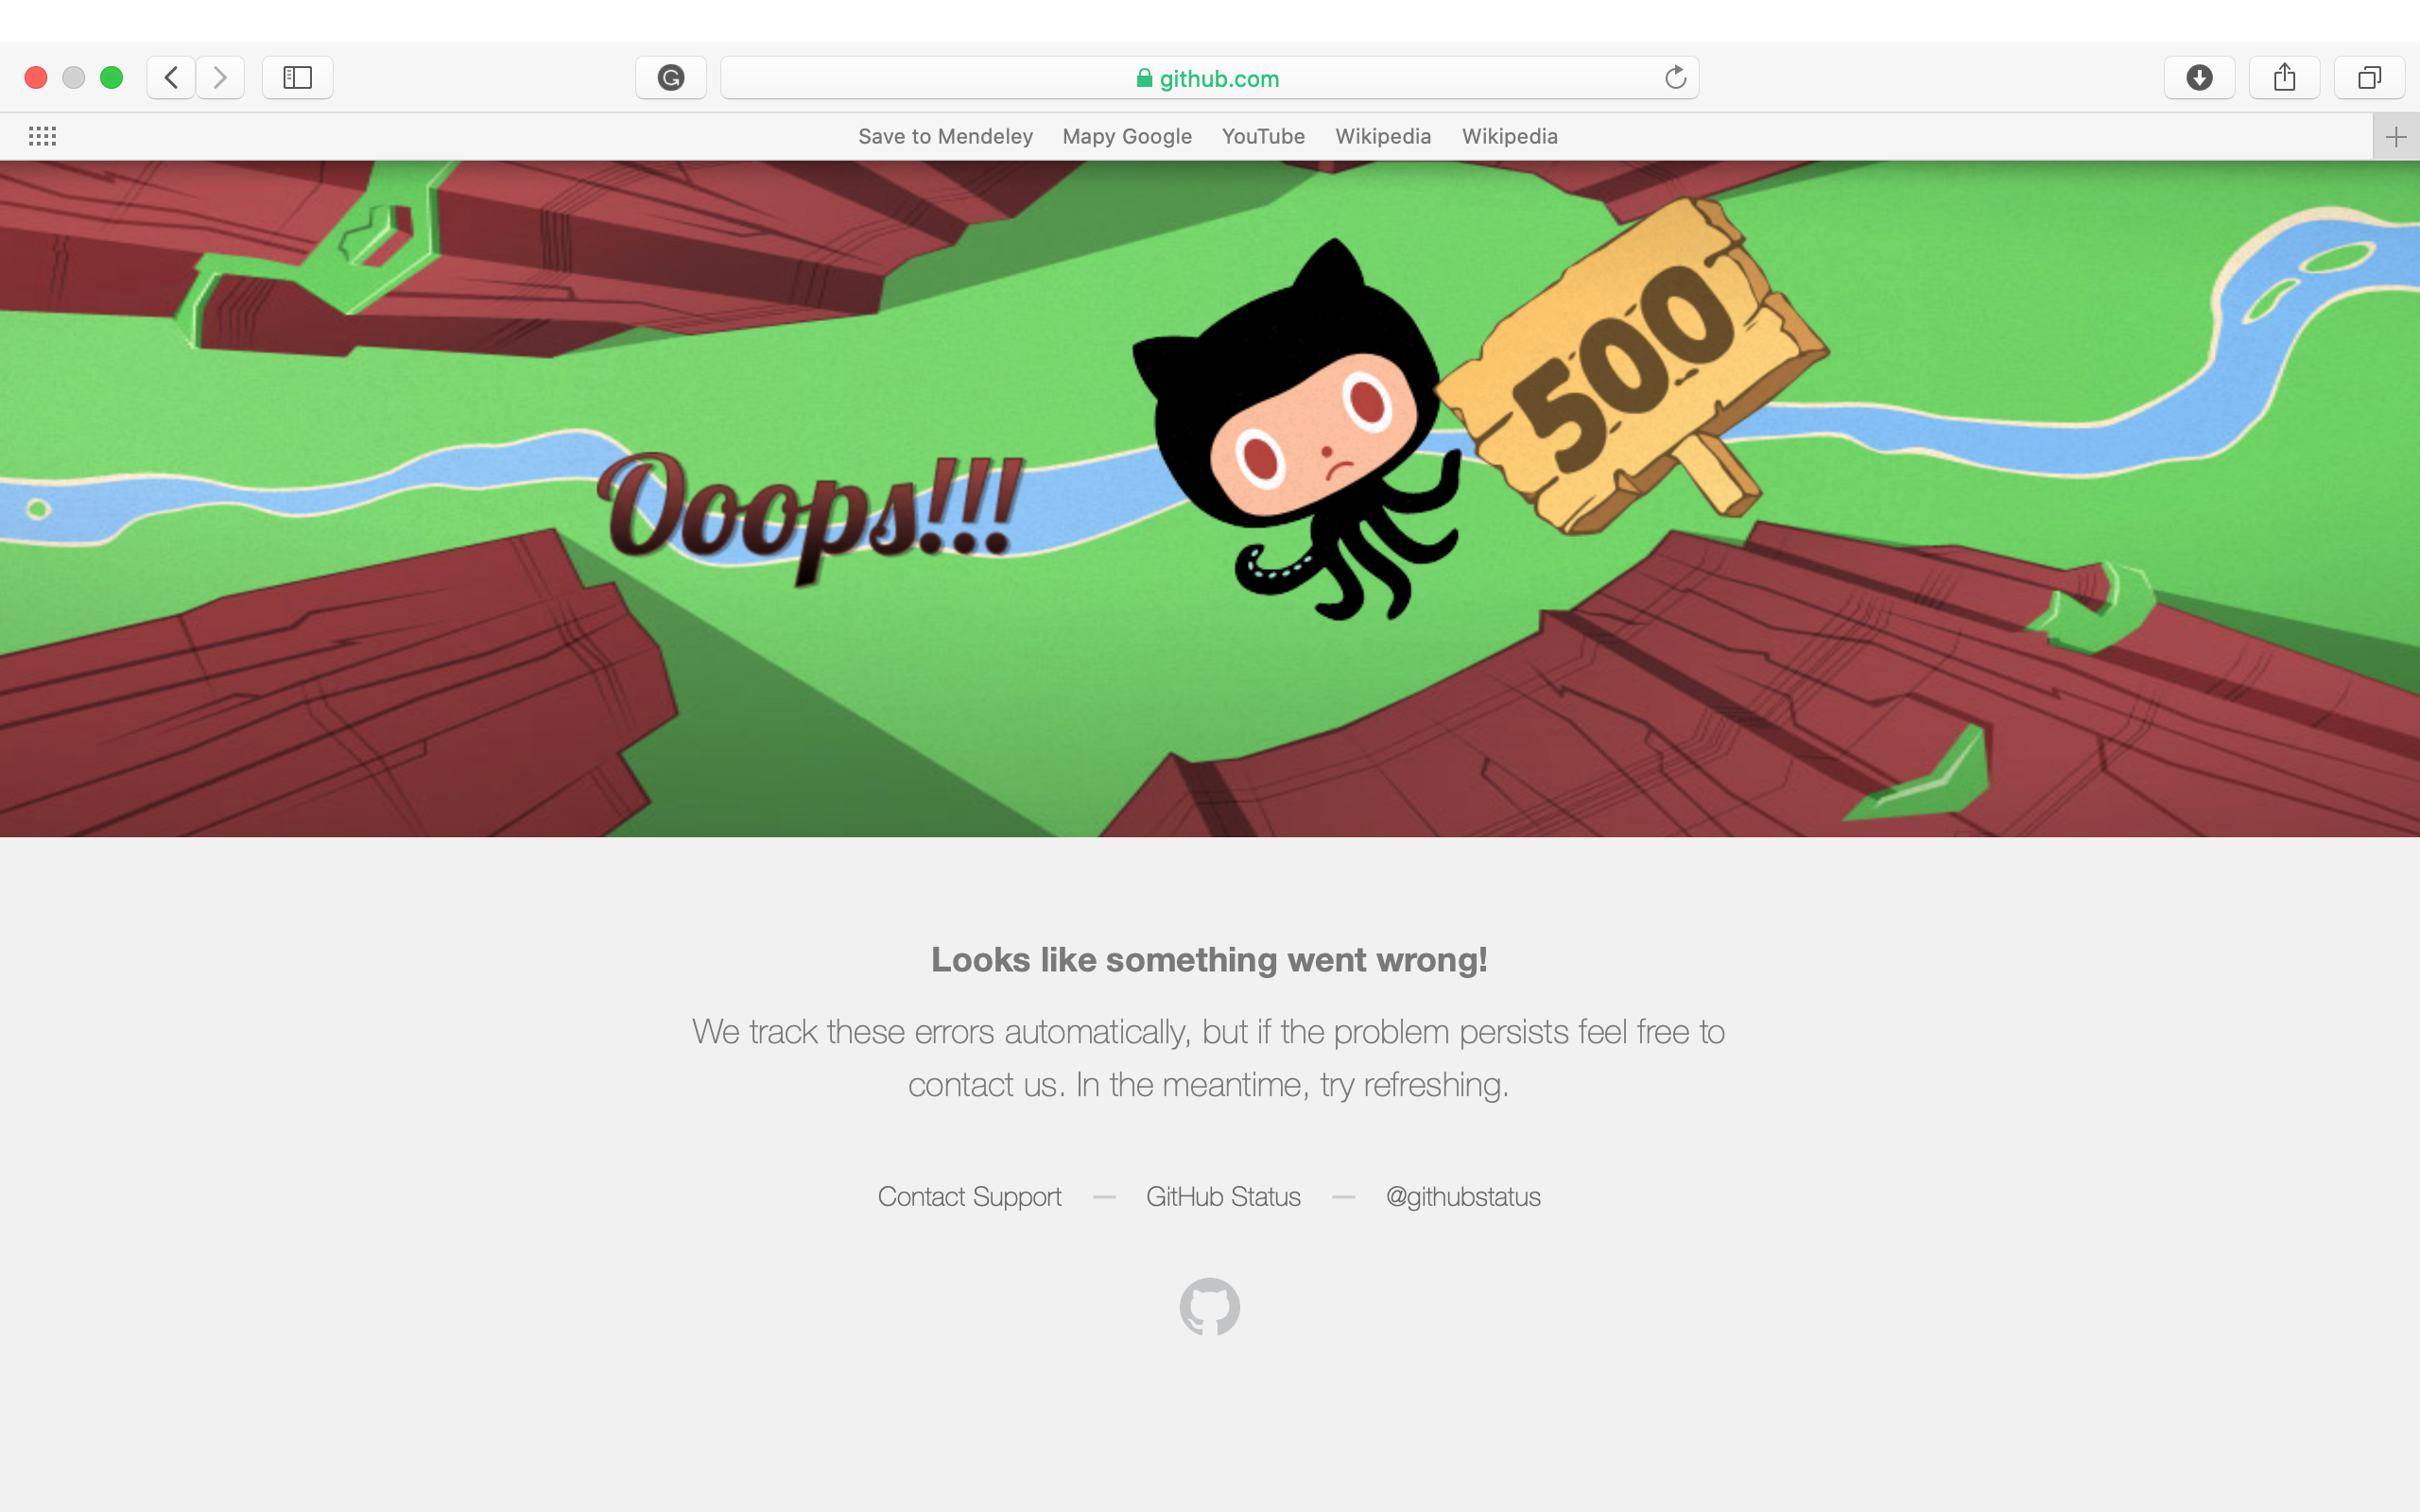 github.com
Save to Mendeley Mapy Google YouTube Wikipedia Wikipedia
500
Ooops!!!
Looks like something went wrong!
We track these errors automatically, but if the problem persists feel free to
contact us. In the meantime, try refreshing.
Contact Support — GitHub Status — @githubstatus